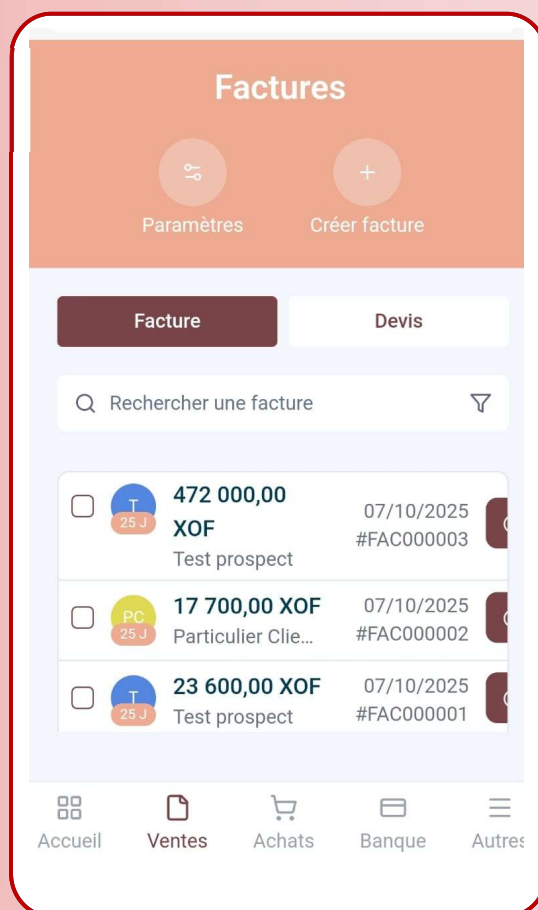 Factures
Paramètres
Créer facture
Facture
Devis
Rechercher une facture
T
25 J
472 000,00
XOF
Test prospect
07/10/2025
#FAC000003
PC
25 J
17 700,00 XOF
Particulier Clie...
07/10/2025
#FAC000002
T
25 J
23 600,00 XOF
Test prospect
07/10/2025
#FAC000001
Accueil
Ventes
Achats
Banque
Autres